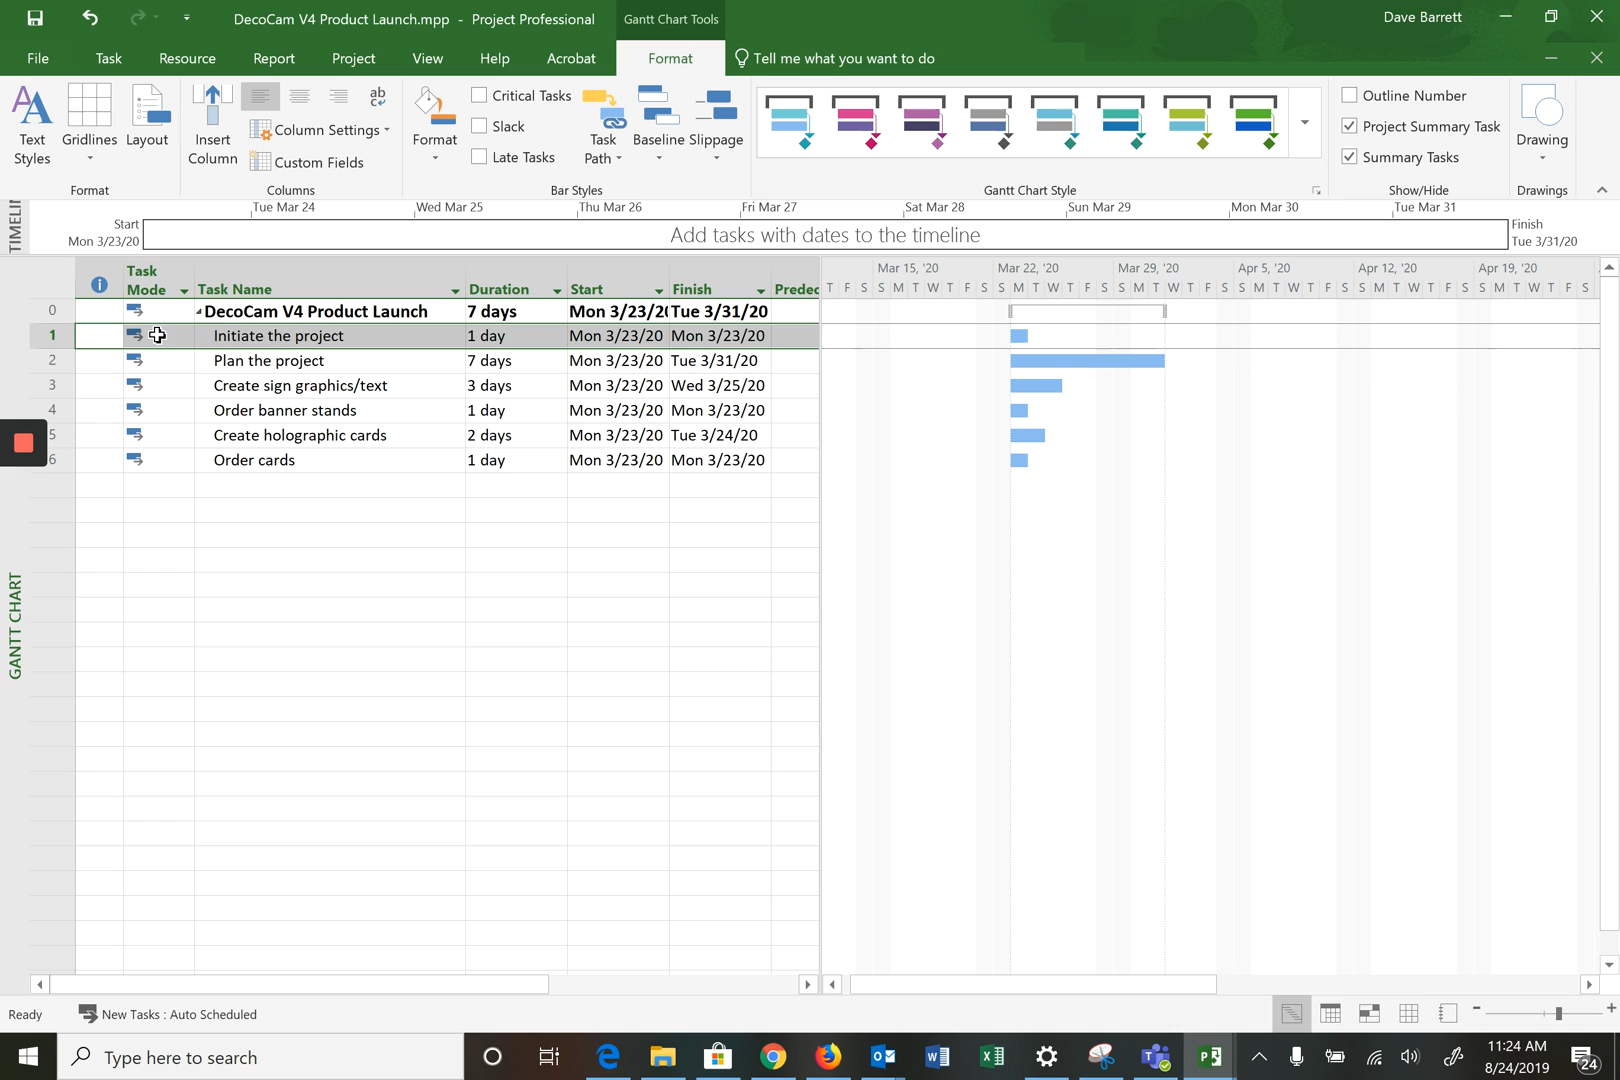 DecoCam V4 Product Launch.mpp - Project Professional
Gantt Chart Tools
Dave Barrett
File Task Resource Report Project View Help Acrobat Format Tell me what you want to do
Text Styles
Gridlines
Layout
Format
Insert Column
ab
c
Column Settings
Custom Fields
Columns
Format
Critical Tasks
Slack
Late Tasks
Task Path
Baseline
Slippage
Bar Styles
Gantt Chart Style
Outline Number
Project Summary Task
Summary Tasks
Show/Hide
Drawing
Drawings
Tue Mar 24 Wed Mar 25 Thu Mar 26 Fri Mar 27 Sat Mar 28 Sun Mar 29 Mon Mar 30 Tue Mar 31
Start
Mon 3/23/20
Add tasks with dates to the timeline
Finish
Tue 3/31/20
Task Mode Task Name Duration Start Finish Predec
0 DecoCam V4 Product Launch 7 days Mon 3/23/2( Tue 3/31/20
1 Initiate the project 1 day Mon 3/23/20 Mon 3/23/20
2 Plan the project 7 days Mon 3/23/20 Tue 3/31/20
3 Create sign graphics/text 3 days Mon 3/23/20 Wed 3/25/20
4 Order banner stands 1 day Mon 3/23/20 Mon 3/23/20
5 Create holographic cards 2 days Mon 3/23/20 Tue 3/24/20
6 Order cards 1 day Mon 3/23/20 Mon 3/23/20
Mar 15, '20 Mar 22, '20 Mar 29, '20 Apr 5, '20 Apr 12, '20 Apr 19, '20
T F S S M T W T F S S M T W T F S S M T W T F S S M T W T F S S M T W T F S S M T W T F S
GANTT CHART
Ready
New Tasks : Auto Scheduled
Type here to search
11:24 AM
8/24/2019
24